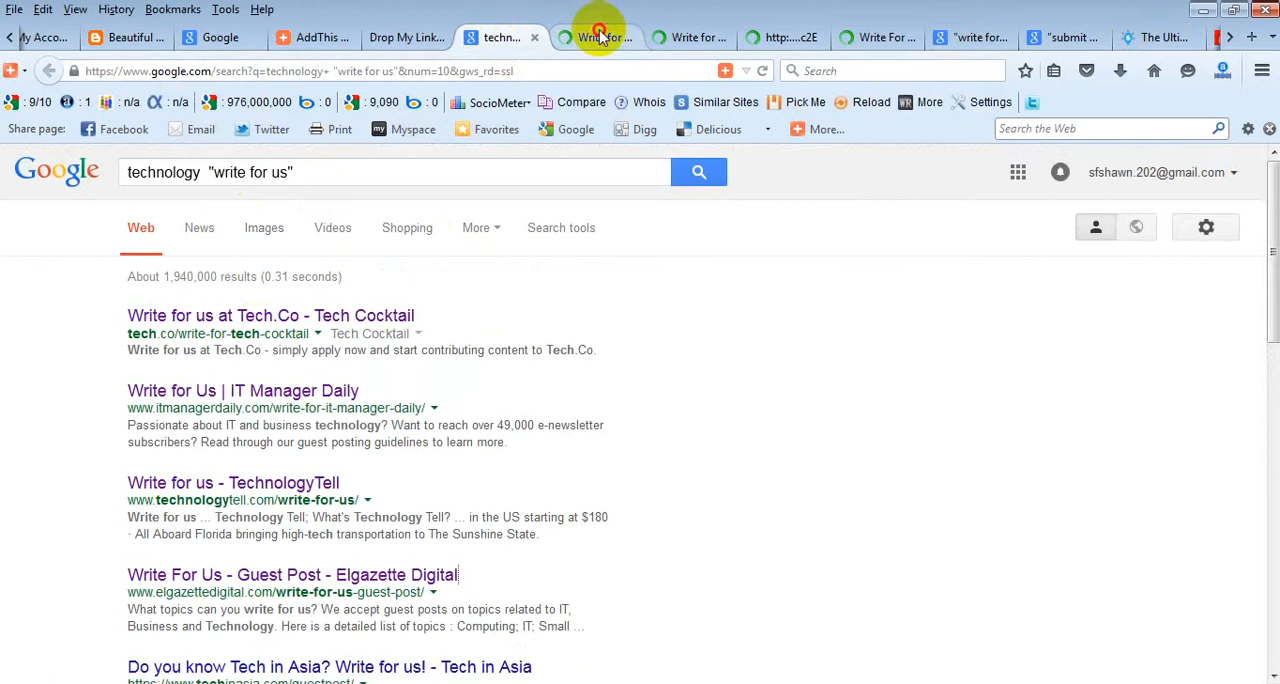 File Edit View History Bookmarks Tools Help
My Acco... Beautiful ... Google AddThis ... Drop My Link... techn... Write for ... Write for ... http:....c2E Write For ... "write for... "submit ... The Ulti...
https://www.google.com/search?q=technology+ "write for us"&num=10&gws_rd=ssl Search
: 9/10 : 1 : n/a : n/a : 976,000,000 : 0 : 9,090 : 0 SocioMeter Compare Whois Similar Sites Pick Me Reload More Settings
Share page: Facebook Email Twitter Print Myspace Favorites Google Digg Delicious More... Search the Web
Google technology "write for us" sfshawn.202@gmail.com
Web News Images Videos Shopping More Search tools
About 1,940,000 results (0.31 seconds)
Write for us at Tech.Co - Tech Cocktail
tech.co/write-for-tech-cocktail Tech Cocktail
Write for us at Tech.Co - simply apply now and start contributing content to Tech.Co.
Write for Us | IT Manager Daily
www.itmanagerdaily.com/write-for-it-manager-daily/
Passionate about IT and business technology? Want to reach over 49,000 e-newsletter
subscribers? Read through our guest posting guidelines to learn more.
Write for us - TechnologyTell
www.technologytell.com/write-for-us/
Write for us ... Technology Tell; What's Technology Tell? ... in the US starting at $180
· All Aboard Florida bringing high-tech transportation to The Sunshine State.
Write For Us - Guest Post - Elgazette Digital
www.elgazettedigital.com/write-for-us-guest-post/
What topics can you write for us? We accept guest posts on topics related to IT,
Business and Technology. Here is a detailed list of topics : Computing; IT; Small ...
Do you know Tech in Asia? Write for us! - Tech in Asia
https://www.techinasia.com/guestpost/